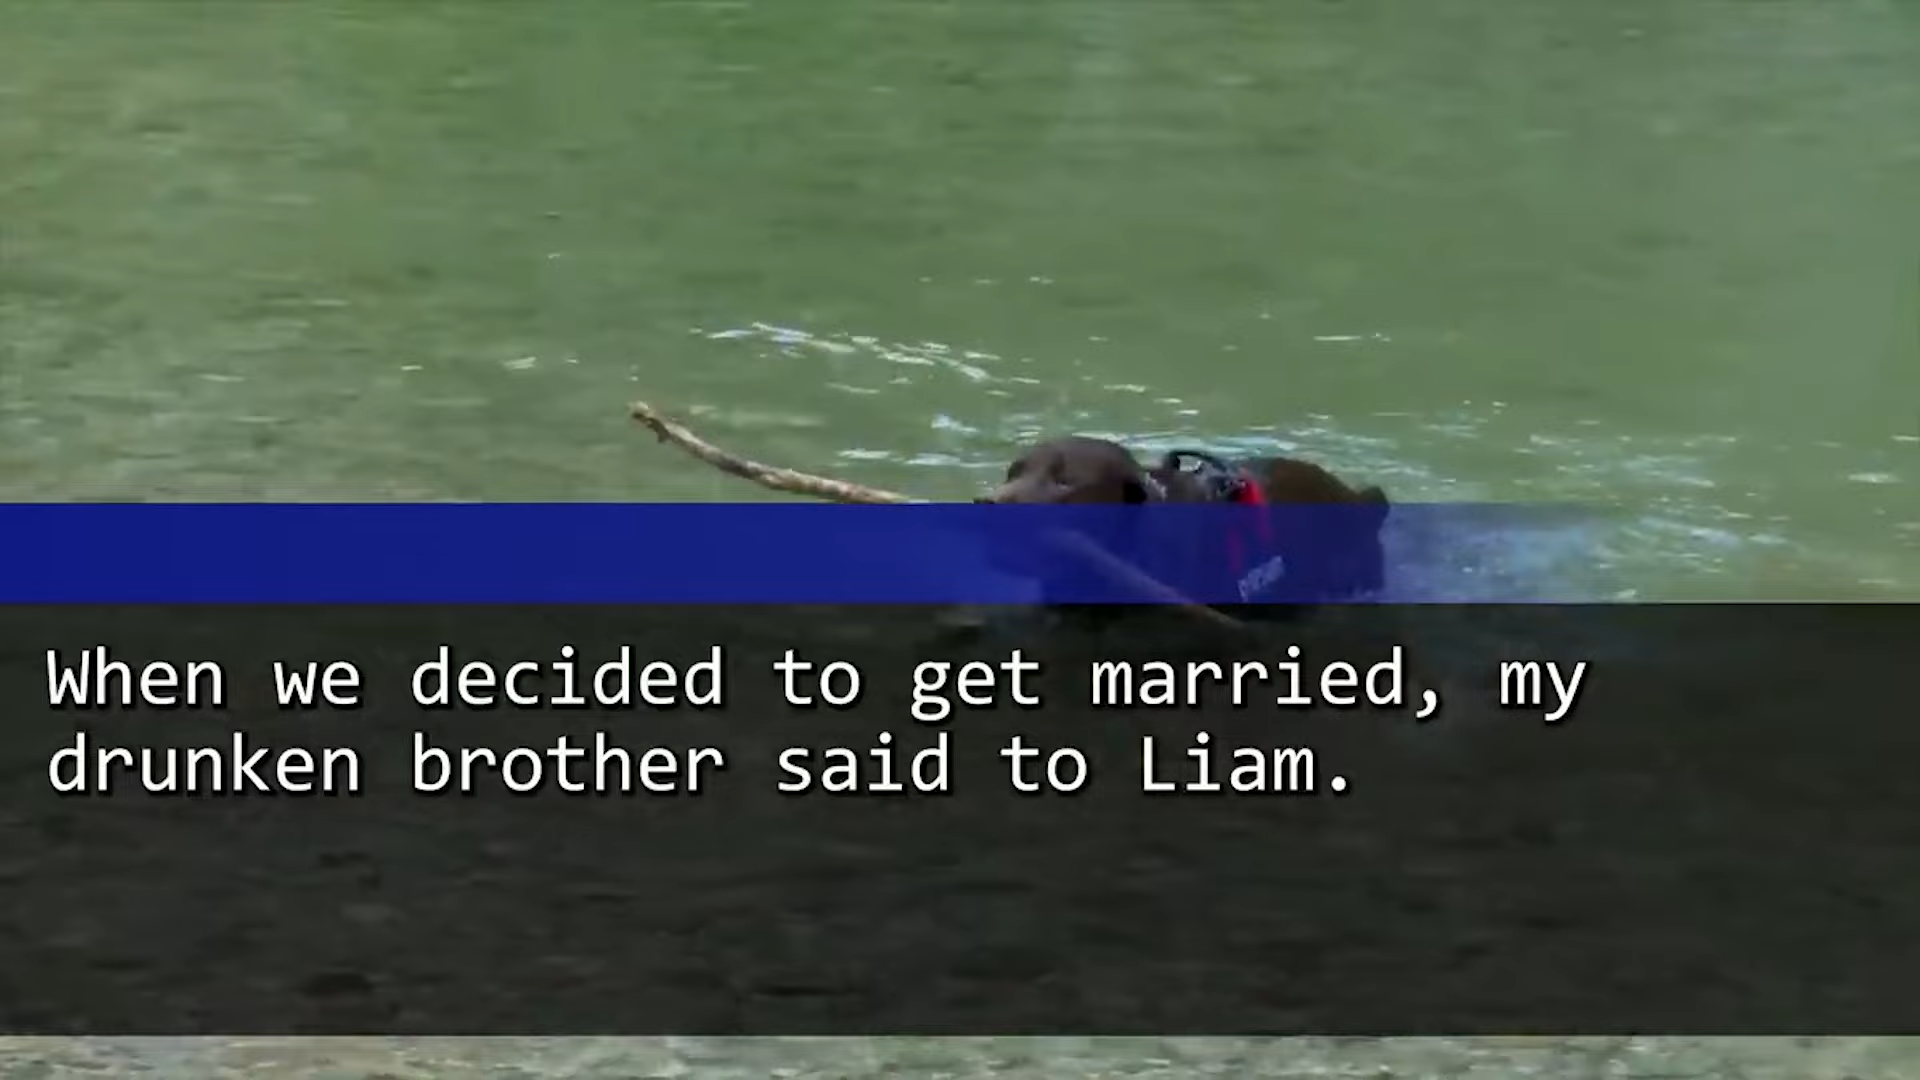 When we decided to get married, my
drunken brother said to Liam.